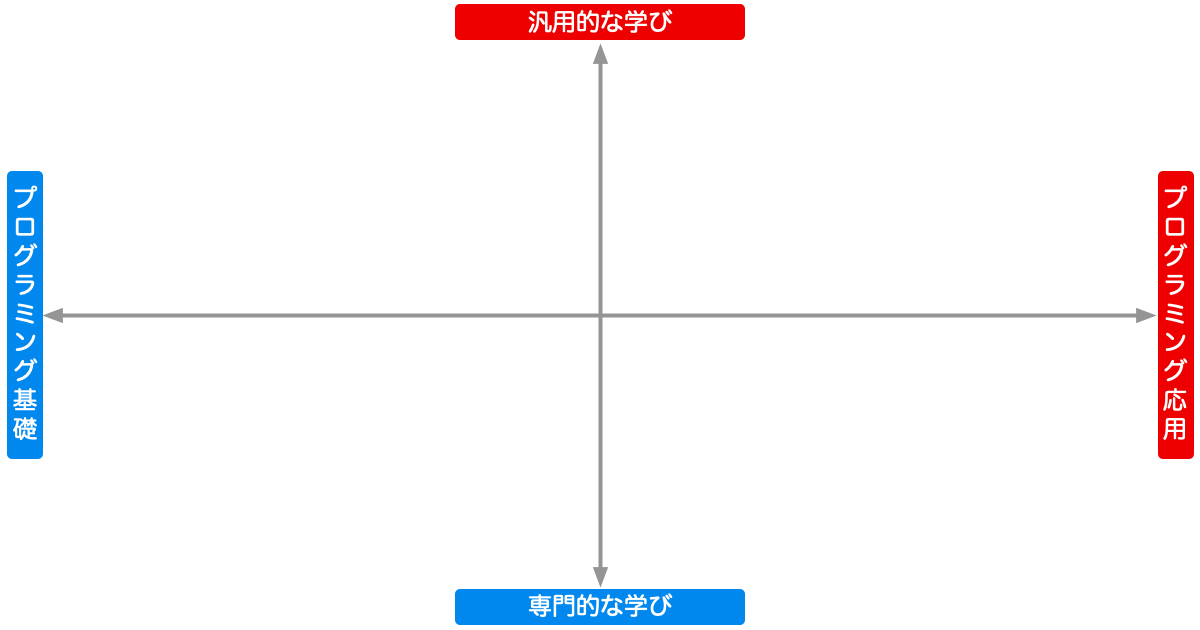 汎用的な学び
プログラミング基礎
プログラミング応用
専門的な学び